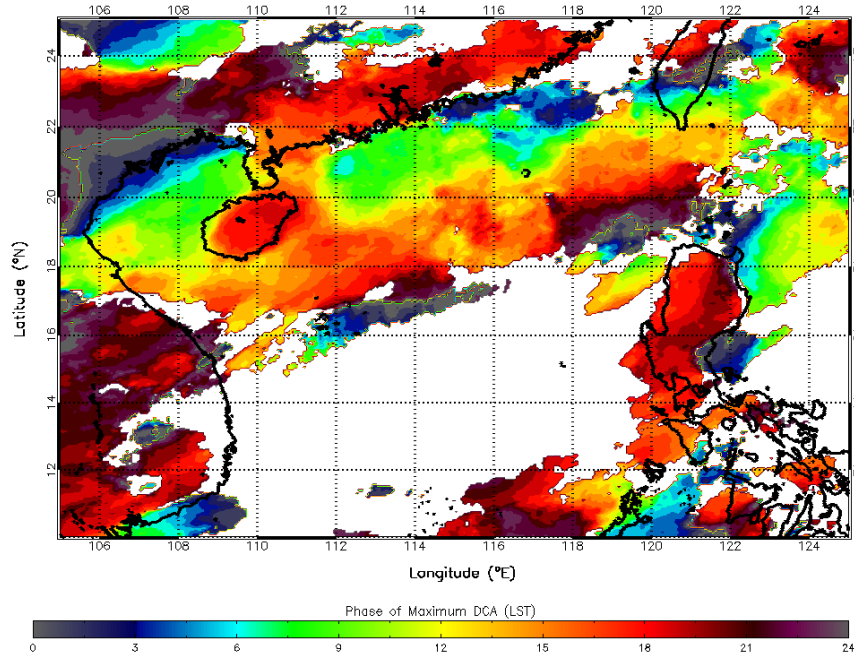 106 108 110 112 114 116 118 120 122 124
24
22
20
18
16
14
12
Latitude (°N)
106 108 110 112 114 116 118 120 122 124
Longitude (°E)
Phase of Maximum DCA (LST)
0 3 6 9 12 15 18 21 24